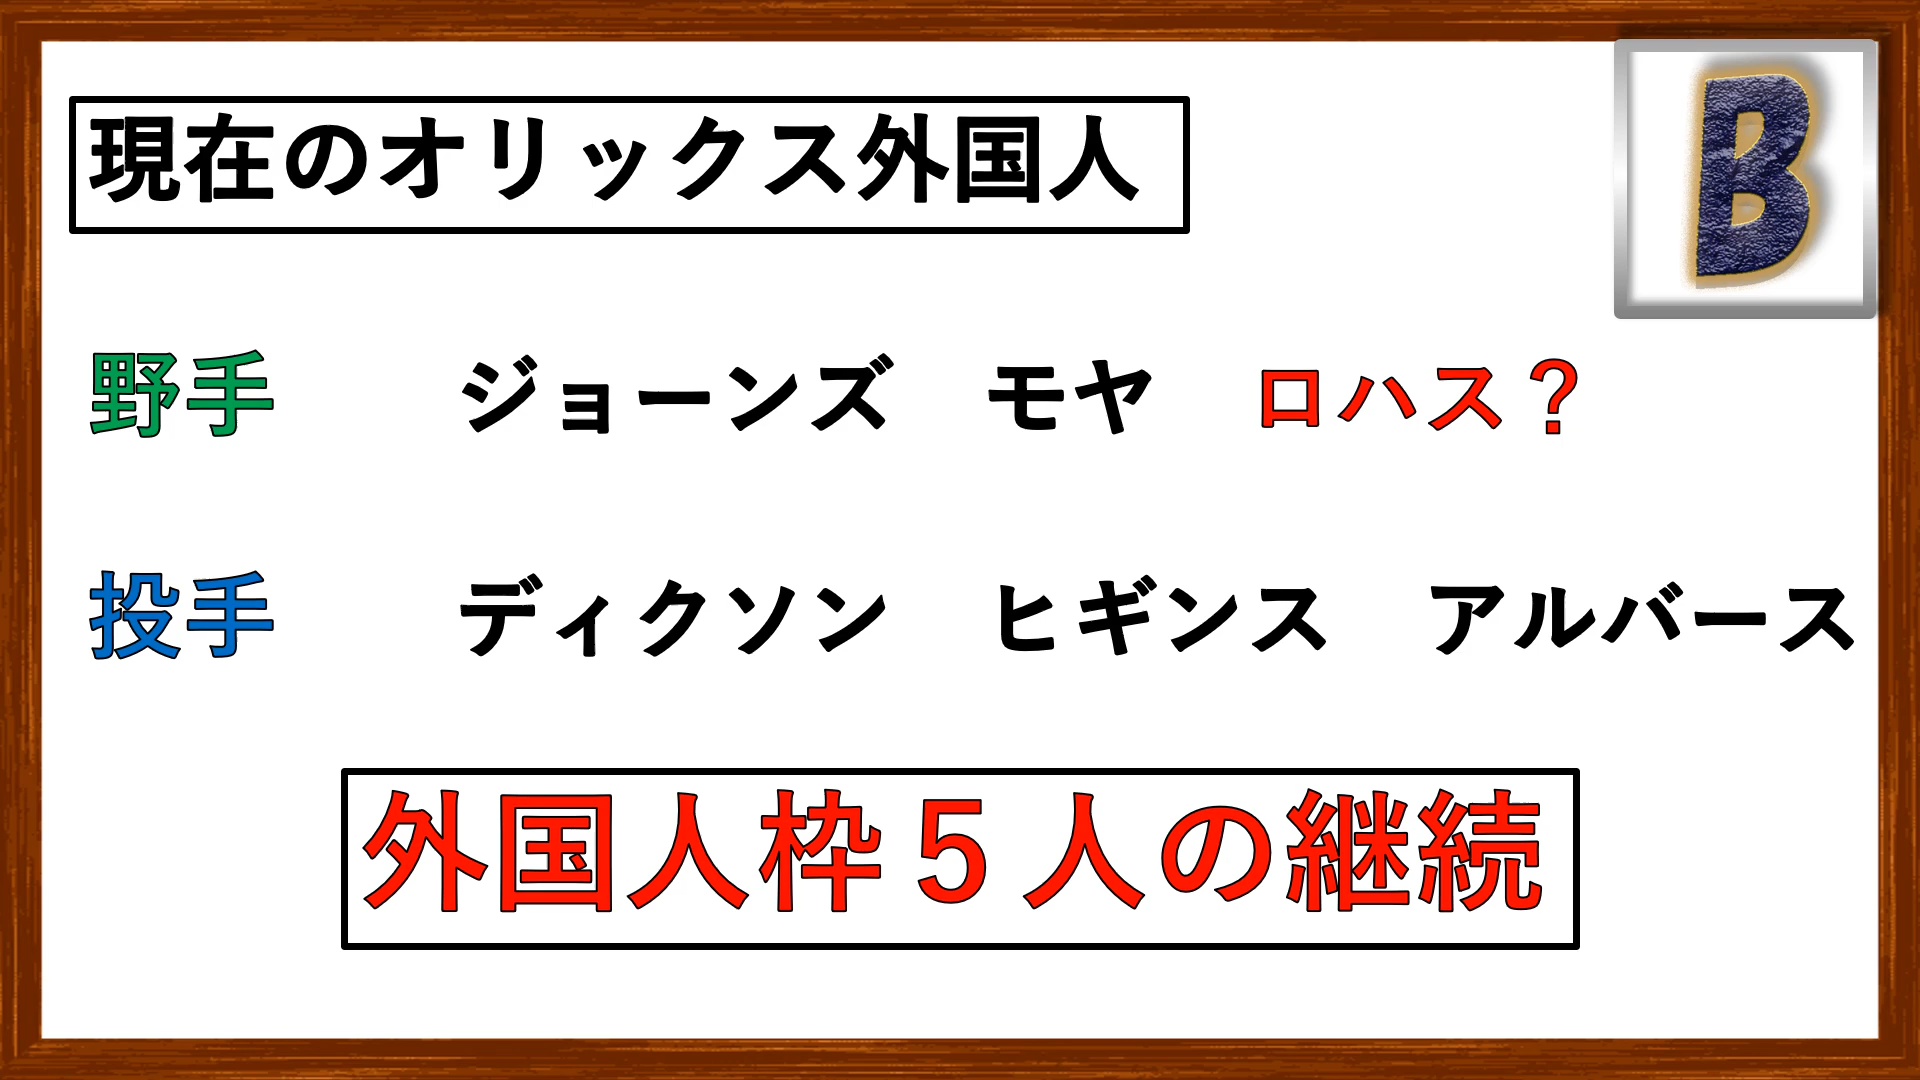 現在のオリックス外国人
B
野手 ジョーンズ モヤ ロハス？
投手 ディクソン ヒギンス アルバース
外国人枠５人の継続